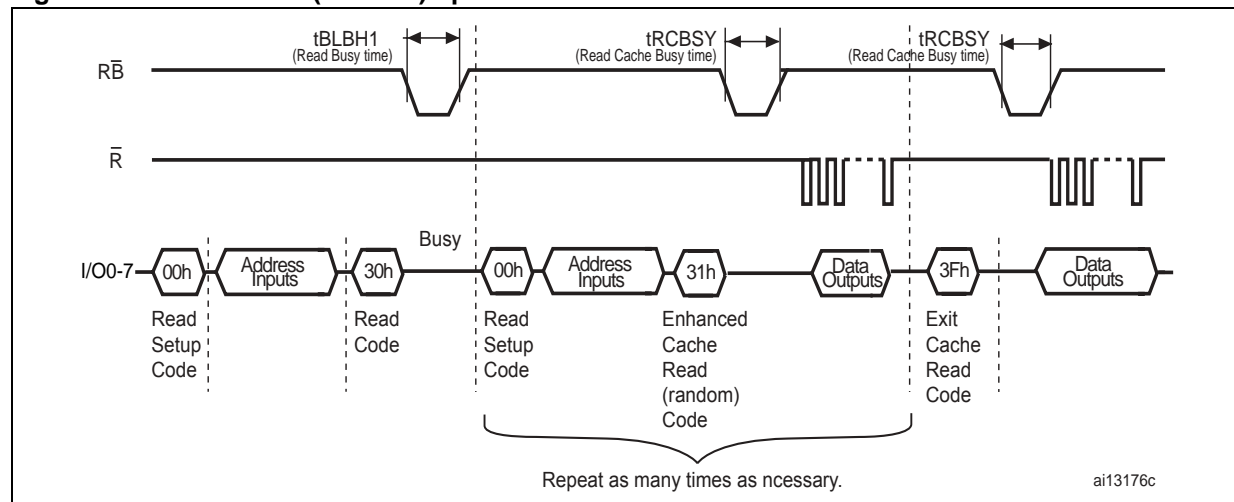 tBLBH1
(Read Busy time)
tRCBSY
(Read Cache Busy time)
tRCBSY
(Read Cache Busy time)
RB̅
R̅
Busy
I/O0-7
00h
Address
Inputs
30h
00h
Address
Inputs
31h
Data
Outputs
3Fh
Data
Outputs
Read
Setup
Code
Read
Code
Read
Setup
Code
Enhanced
Cache
Read
(random)
Code
Exit
Cache
Read
Code
Repeat as many times as ncessary.
ai13176c